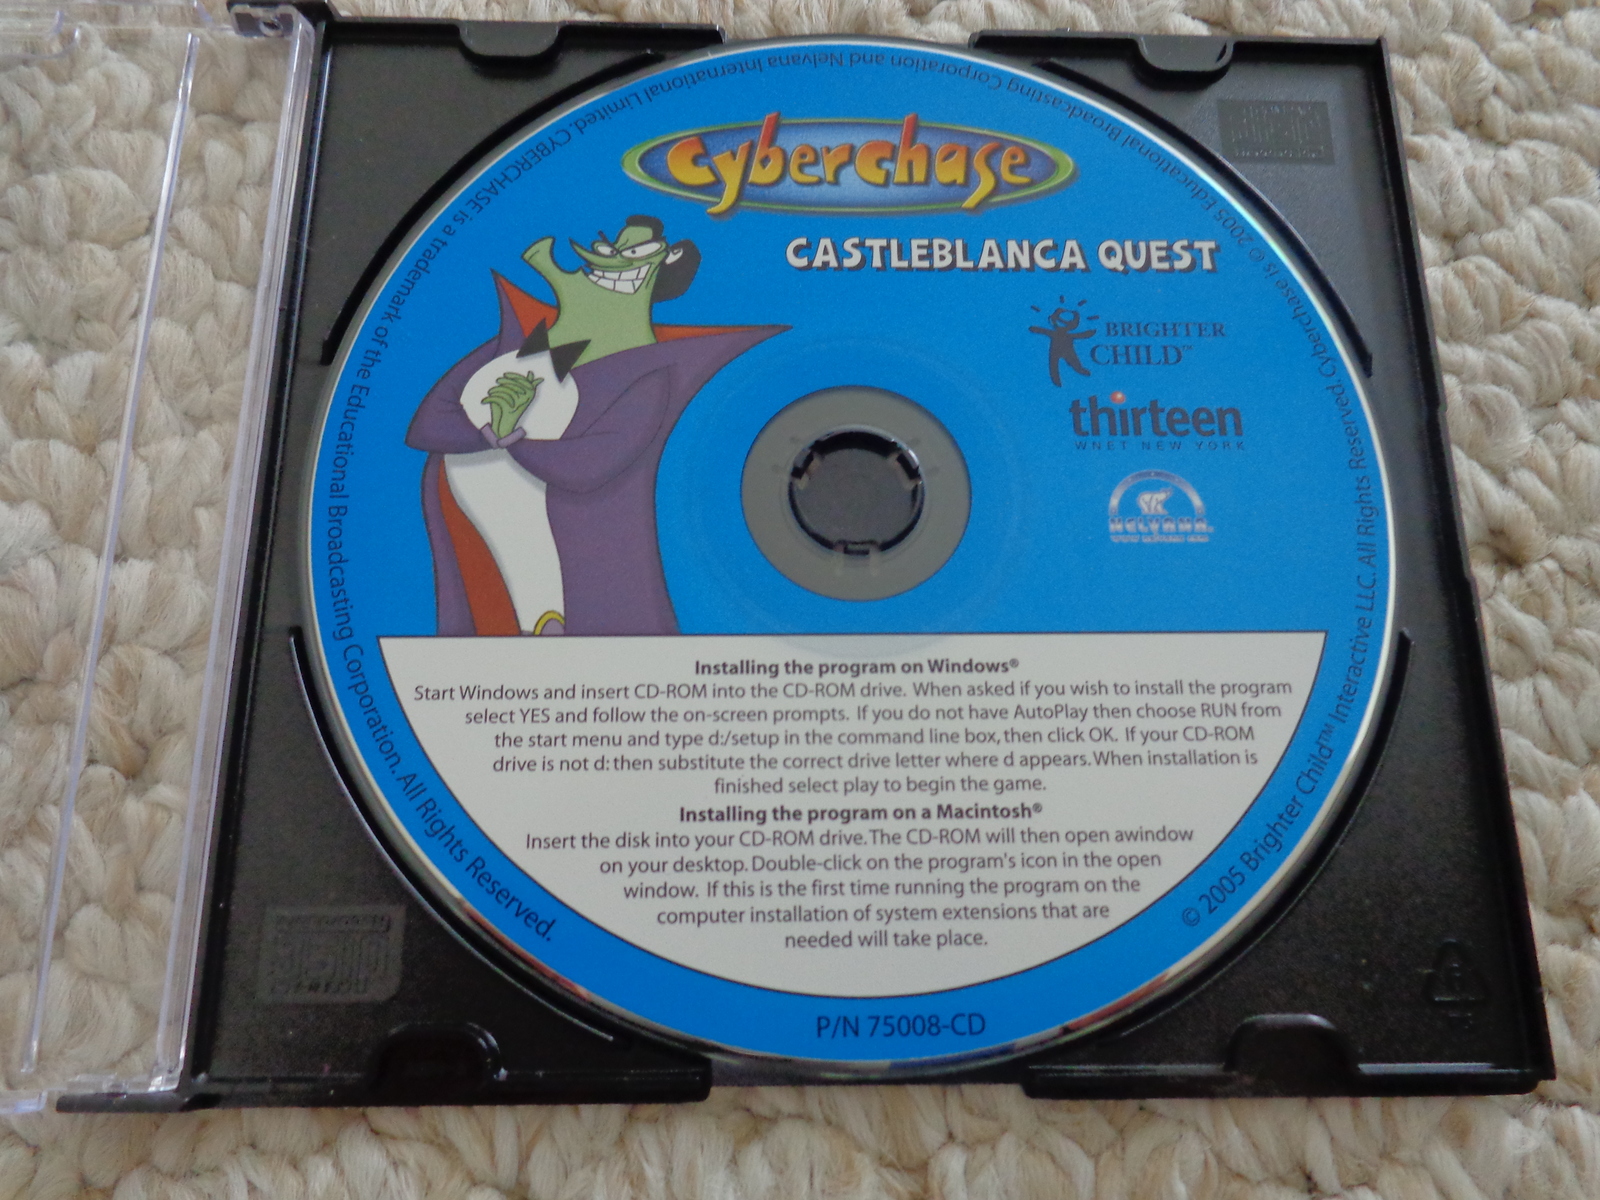 Cyberchase
CASTLEBLANCA QUEST
BRIGHTER
CHILD™
thirteen
WNET NEW YORK
NELVANA
Installing the program on Windows®
Start Windows and insert CD-ROM into the CD-ROM drive. When asked if you wish to install the program
select YES and follow the on-screen prompts. If you do not have AutoPlay then choose RUN from
the start menu and type d:/setup in the command line box, then click OK. If your CD-ROM
drive is not d: then substitute the correct drive letter where d appears. When installation is
finished select play to begin the game.
Installing the program on a Macintosh®
Insert the disk into your CD-ROM drive. The CD-ROM will then open awindow
on your desktop. Double-click on the program's icon in the open
window. If this is the first time running the program on the
computer installation of system extensions that are
needed will take place.
P/N 75008-CD
© 2005 Brighter Child™ Interactive LLC. All Rights Reserved. Cyberchase is © 2005 Educational Broadcasting Corporation and Nelvana International Limited. CYBERCHASE is a trademark of the Educational Broadcasting Corporation. All Rights Reserved.